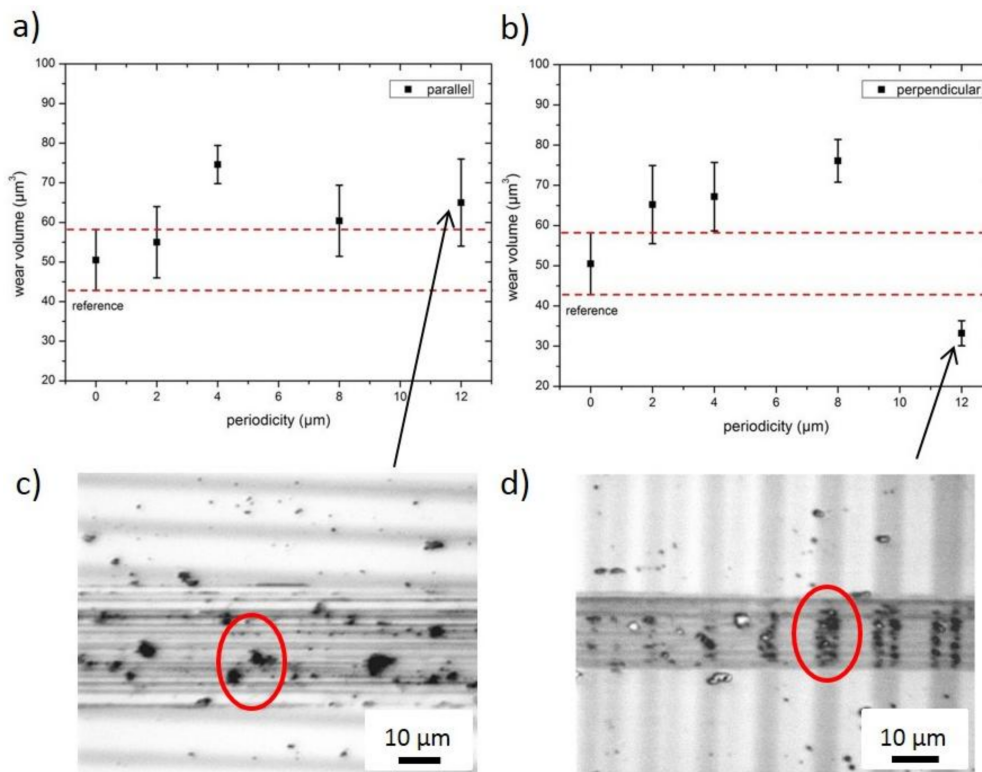 a)
b)
100
90
80
70
60
50
40
30
20
wear volume (µm³)
parallel
reference
0 2 4 6 8 10 12
periodicity (µm)
100
90
80
70
60
50
40
30
20
wear volume (µm³)
perpendicular
reference
0 2 4 6 8 10 12
periodicity (µm)
c)
10 µm
d)
10 µm